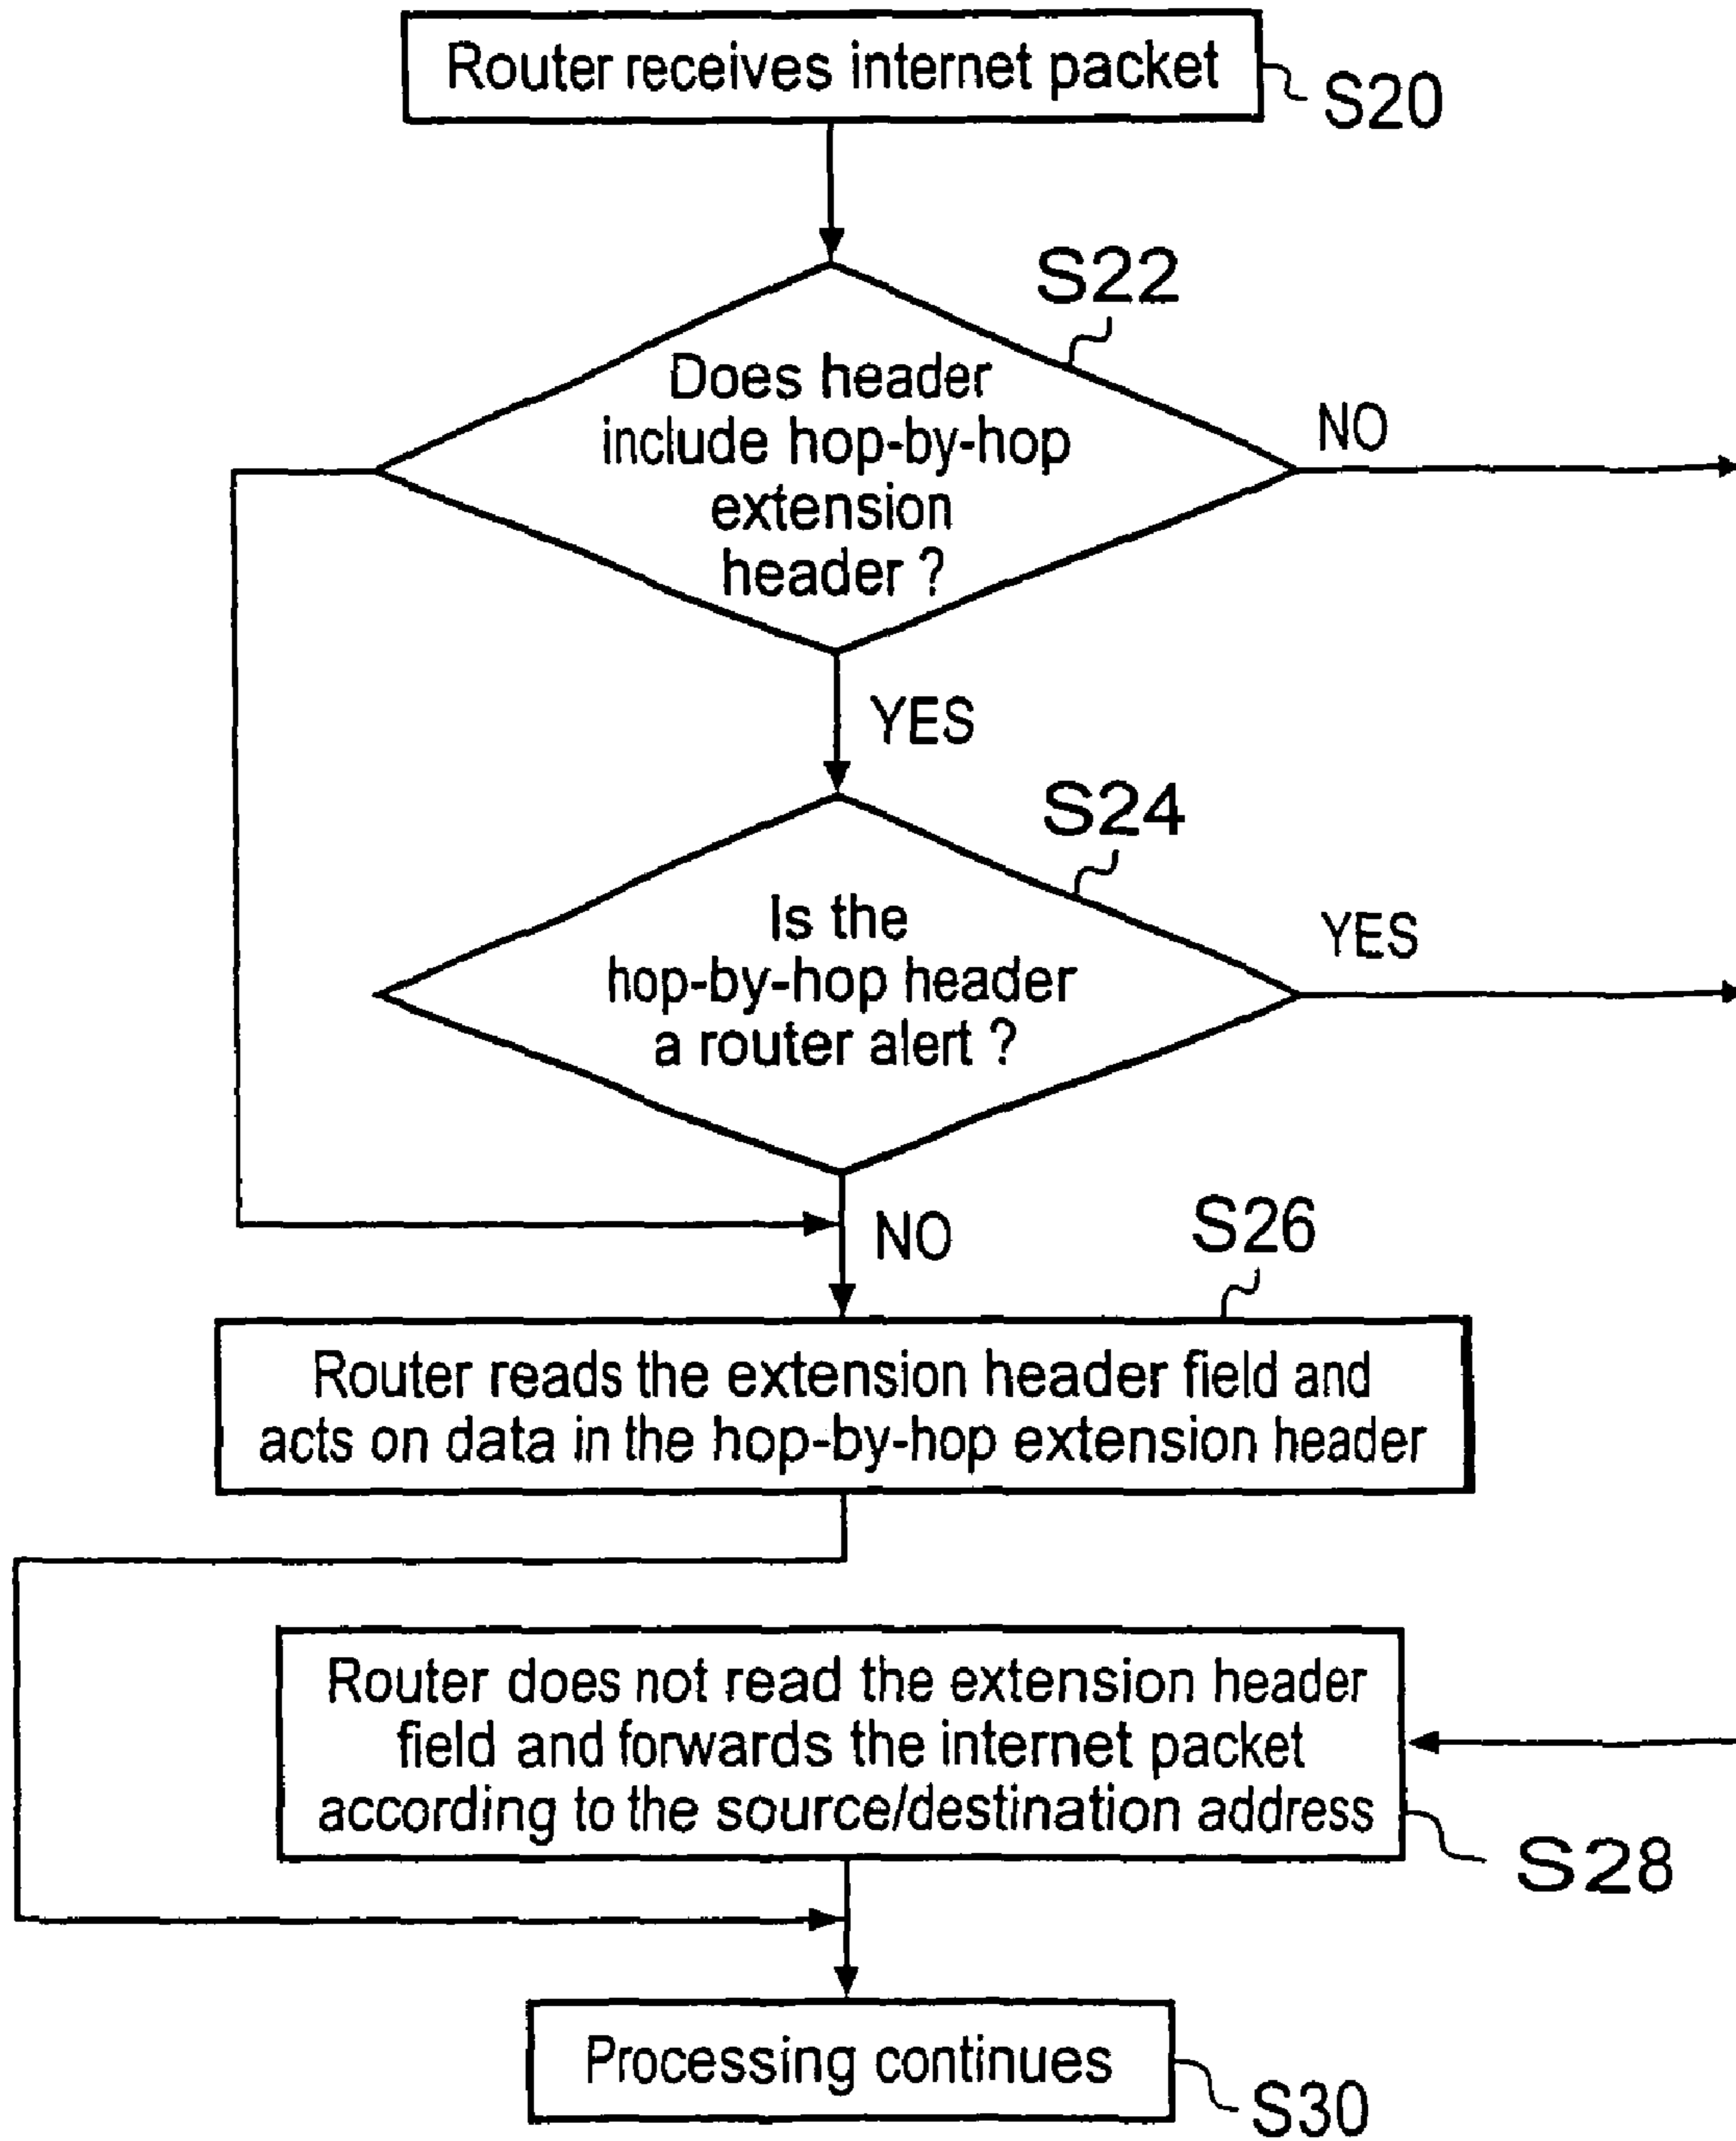 Router receives internet packet
S20
S22
Does header
include hop-by-hop
extension
header ?
NO
YES
S24
Is the
hop-by-hop header
a router alert ?
YES
NO
S26
Router reads the extension header field and
acts on data in the hop-by-hop extension header
Router does not read the extension header
field and forwards the internet packet
according to the source/destination address
S28
Processing continues
S30